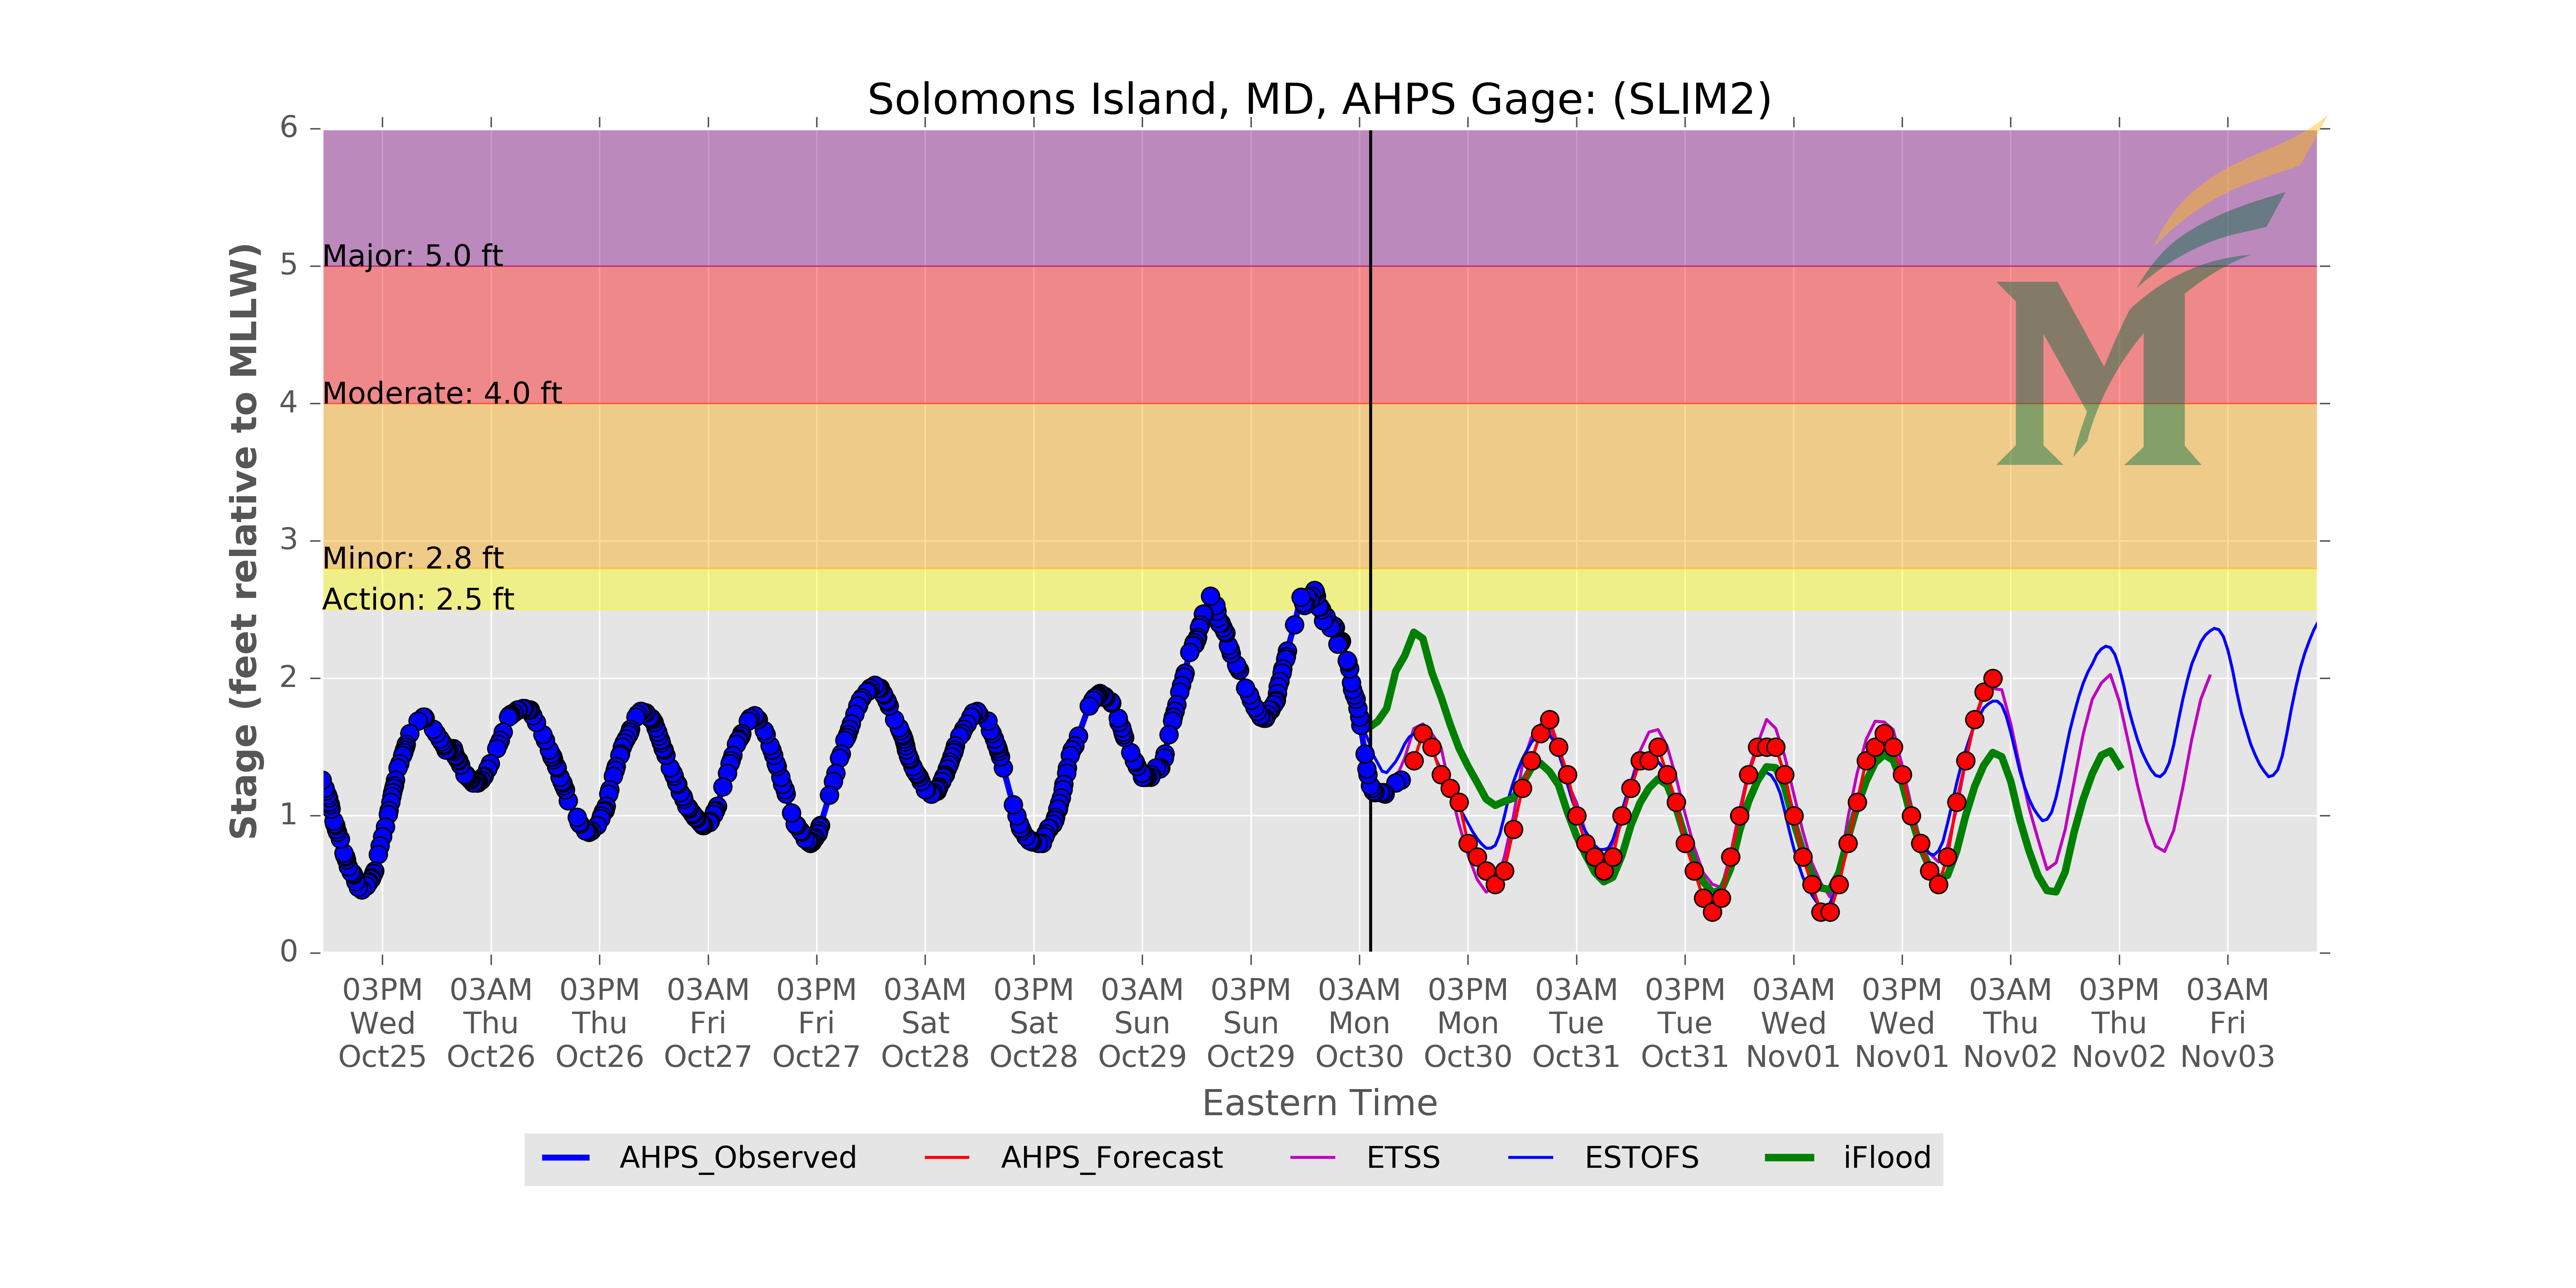 Solomons Island, MD, AHPS Gage: (SLIM2)
Stage (feet relative to MLLW)
6
5
4
3
2
1
0
Major: 5.0 ft
Moderate: 4.0 ft
Minor: 2.8 ft
Action: 2.5 ft
M
03PM 03AM 03PM 03AM 03PM 03AM 03PM 03AM 03PM 03AM 03PM 03AM 03PM 03AM 03PM 03AM 03PM 03AM
Wed Thu Thu Fri Fri Sat Sat Sun Sun Mon Mon Tue Tue Wed Wed Thu Thu Fri
Oct25 Oct26 Oct26 Oct27 Oct27 Oct28 Oct28 Oct29 Oct29 Oct30 Oct30 Oct31 Oct31 Nov01 Nov01 Nov02 Nov02 Nov03
Eastern Time
AHPS_Observed AHPS_Forecast ETSS ESTOFS iFlood